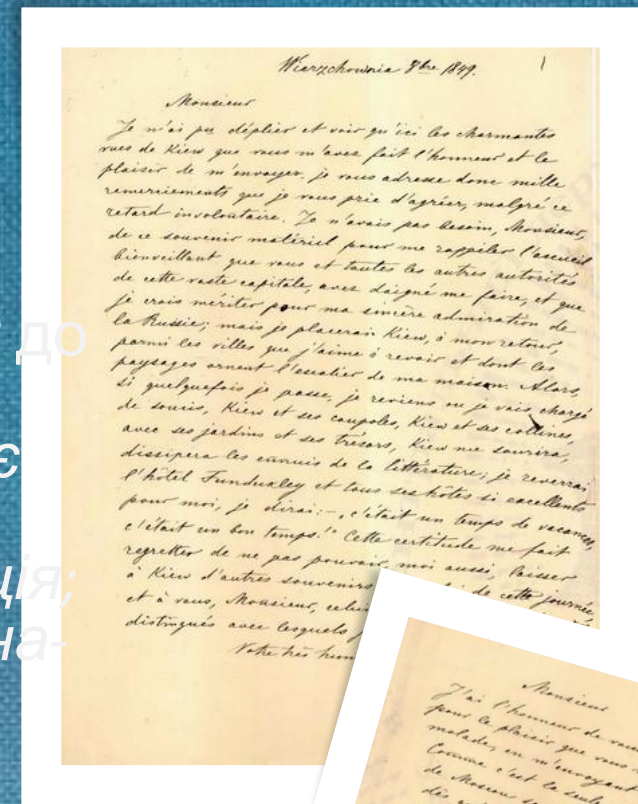 Wierzchownia 8bre 1849.
1
Monsieur
Je n'ai pu déplier et voir qu'ici les charmantes
vues de Kiew que vous m'avez fait l'honneur et le
plaisir de m'envoyer. je vous adresse donc mille
remerciements que je vous prie d'agréer, malgré ce
retard involontaire. Je n'avais pas besoin, Monsieur,
de ce souvenir matériel pour me rappeler l'accueil
bienveillant que vous et toutes les autres autorités
de cette vaste capitale, avez daigné me faire, et que
je crois mériter pour ma sincère admiration de
la Russie; mais je placerai Kiew, à mon retour,
parmi les villes que j'aime à revoir et dont les
paysages ornent l'escalier de ma maison. Alors,
si quelquefois je passe, je reviens ou je vais chargé
de soucis, Kiew et ses coupoles, Kiew et ses collines,
avec ses jardins et ses trésors, Kiew me sourira,
dissipera les ennuis de la littérature; je reverrai
l'hôtel Funduxley et tous ses hôtes si excellents
pour moi, je dirai: – „c'était un temps de vacances,
c'était un bon temps!" Cette certitude me fait
regretter de ne pas pouvoir, moi aussi, laisser
à Kiew d'autres souvenirs de cette journée
et à vous, Monsieur,
distingués avec lesquels
Votre très
до
є
ція;
на-
Monsieur
J'ai l'honneur de
pour le plaisir que vous
malade, en m'envoyant
Comme c'est la
de Moscou
dès